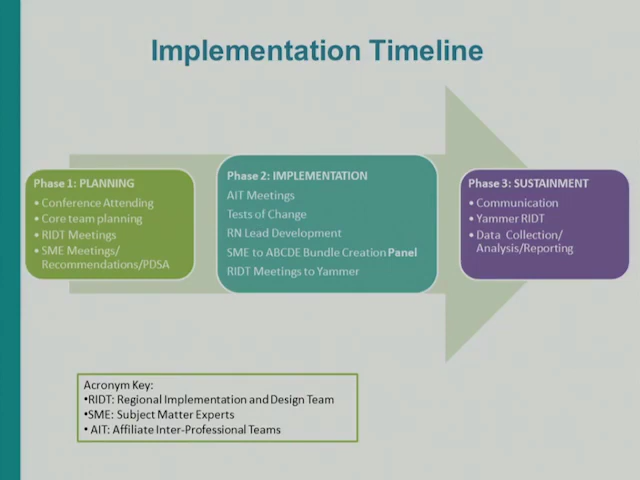 Implementation Timeline
Phase 1: PLANNING
• Conference Attending
• Core team planning
• RIDT Meetings
• SME Meetings/
Recommendations/PDSA
Phase 2: IMPLEMENTATION
AIT Meetings
Tests of Change
RN Lead Development
SME to ABCDE Bundle Creation Panel
RIDT Meetings to Yammer
Phase 3: SUSTAINMENT
• Communication
• Yammer RIDT
• Data Collection/
Analysis/Reporting
Acronym Key:
•RIDT: Regional Implementation and Design Team
•SME: Subject Matter Experts
• AIT: Affiliate Inter-Professional Teams